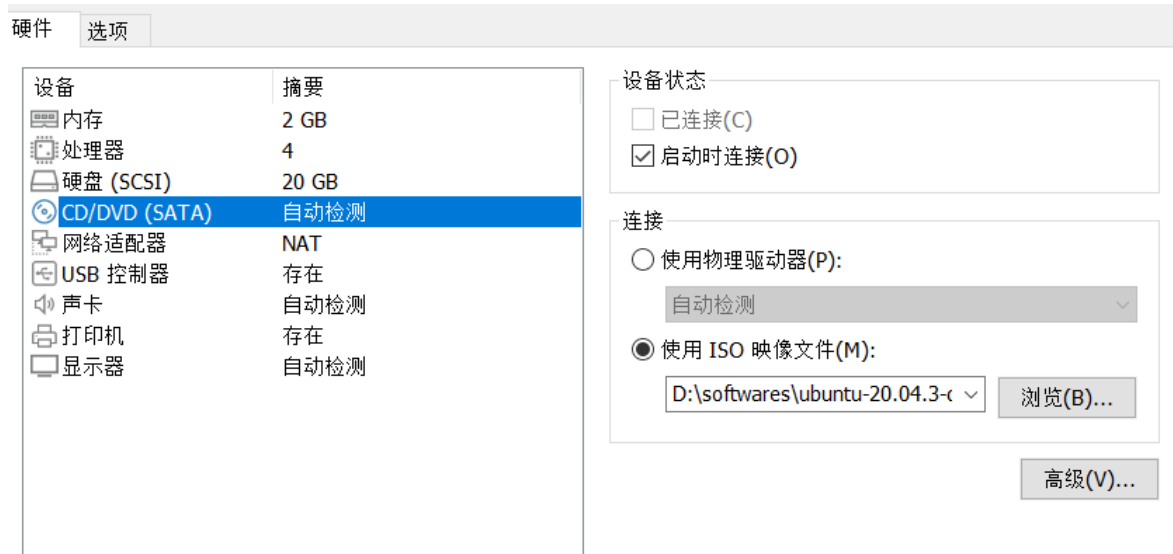 硬件 选项
设备 摘要
内存 2 GB
处理器 4
硬盘 (SCSI) 20 GB
CD/DVD (SATA) 自动检测
网络适配器 NAT
USB 控制器 存在
声卡 自动检测
打印机 存在
显示器 自动检测
设备状态
已连接(C)
启动时连接(O)
连接
使用物理驱动器(P):
自动检测
使用 ISO 映像文件(M):
D:\softwares\ubuntu-20.04.3-c 浏览(B)...
高级(V)...